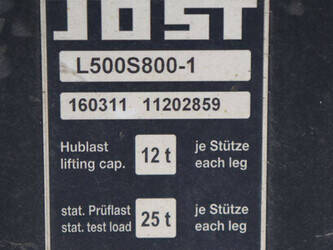 JOST
L500S800-1
160311 11202859
Hublast 12 t je Stütze
lifting cap. each leg
stat. Prüflast 25 t je Stütze
stat. test load each leg